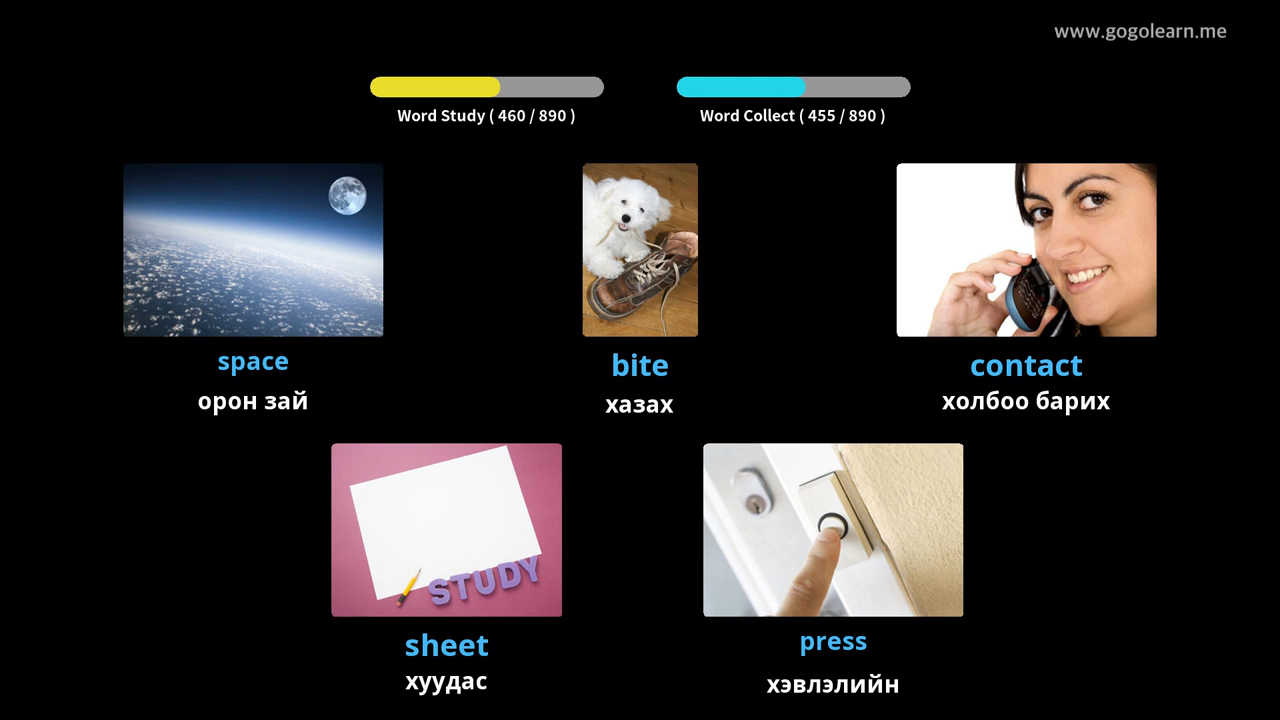 www.gogolearn.me
Word Study ( 460 / 890 )
Word Collect ( 455 / 890 )
space
орон зай
bite
хазах
contact
холбоо барих
STUDY
sheet
хуудас
press
хэвлэлийн